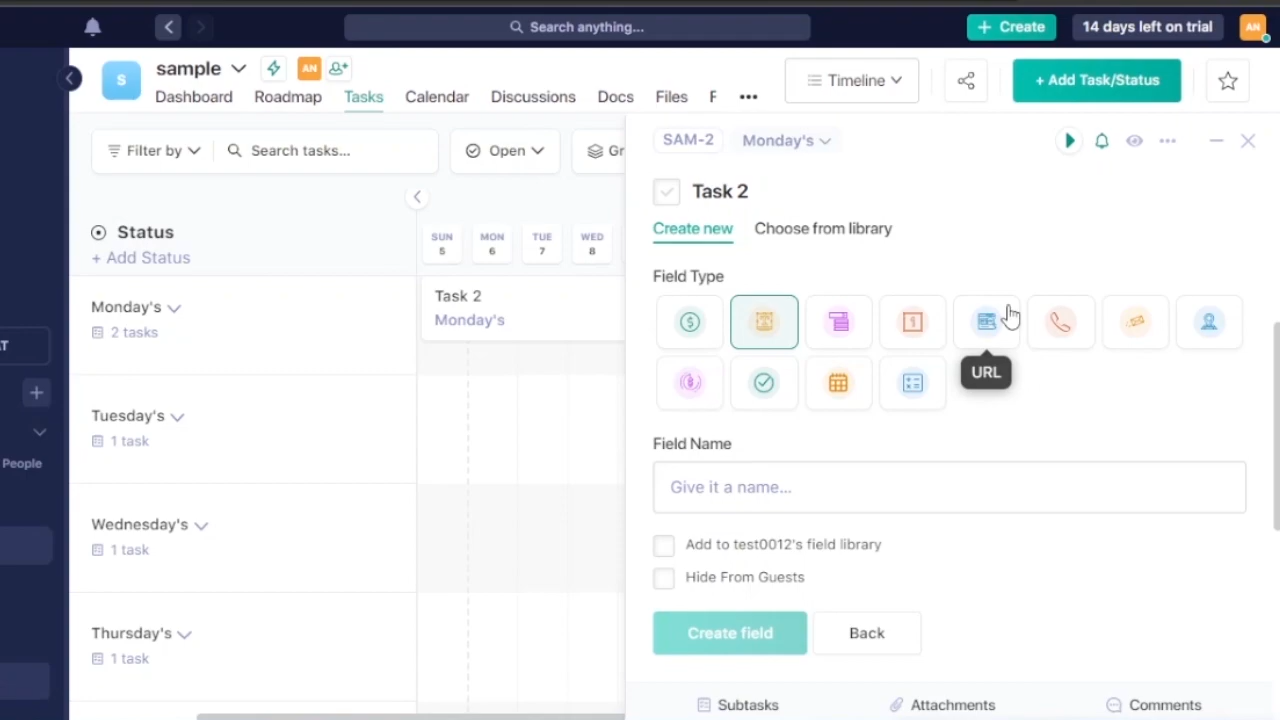 Search anything...
+ Create
14 days left on trial
AN
S
sample
AN
Timeline
+ Add Task/Status
Dashboard
Roadmap
Tasks
Calendar
Discussions
Docs
Files
F
Filter by
Search tasks...
Open
Gr
SAM-2
Monday's
Task 2
Create new
Choose from library
Status
+ Add Status
SUN
5
MON
6
TUE
7
WED
8
Field Type
Monday's
2 tasks
Task 2
Monday's
URL
T
Tuesday's
1 task
People
Field Name
Give it a name...
Wednesday's
1 task
Add to test0012's field library
Hide From Guests
Thursday's
1 task
Create field
Back
Subtasks
Attachments
Comments